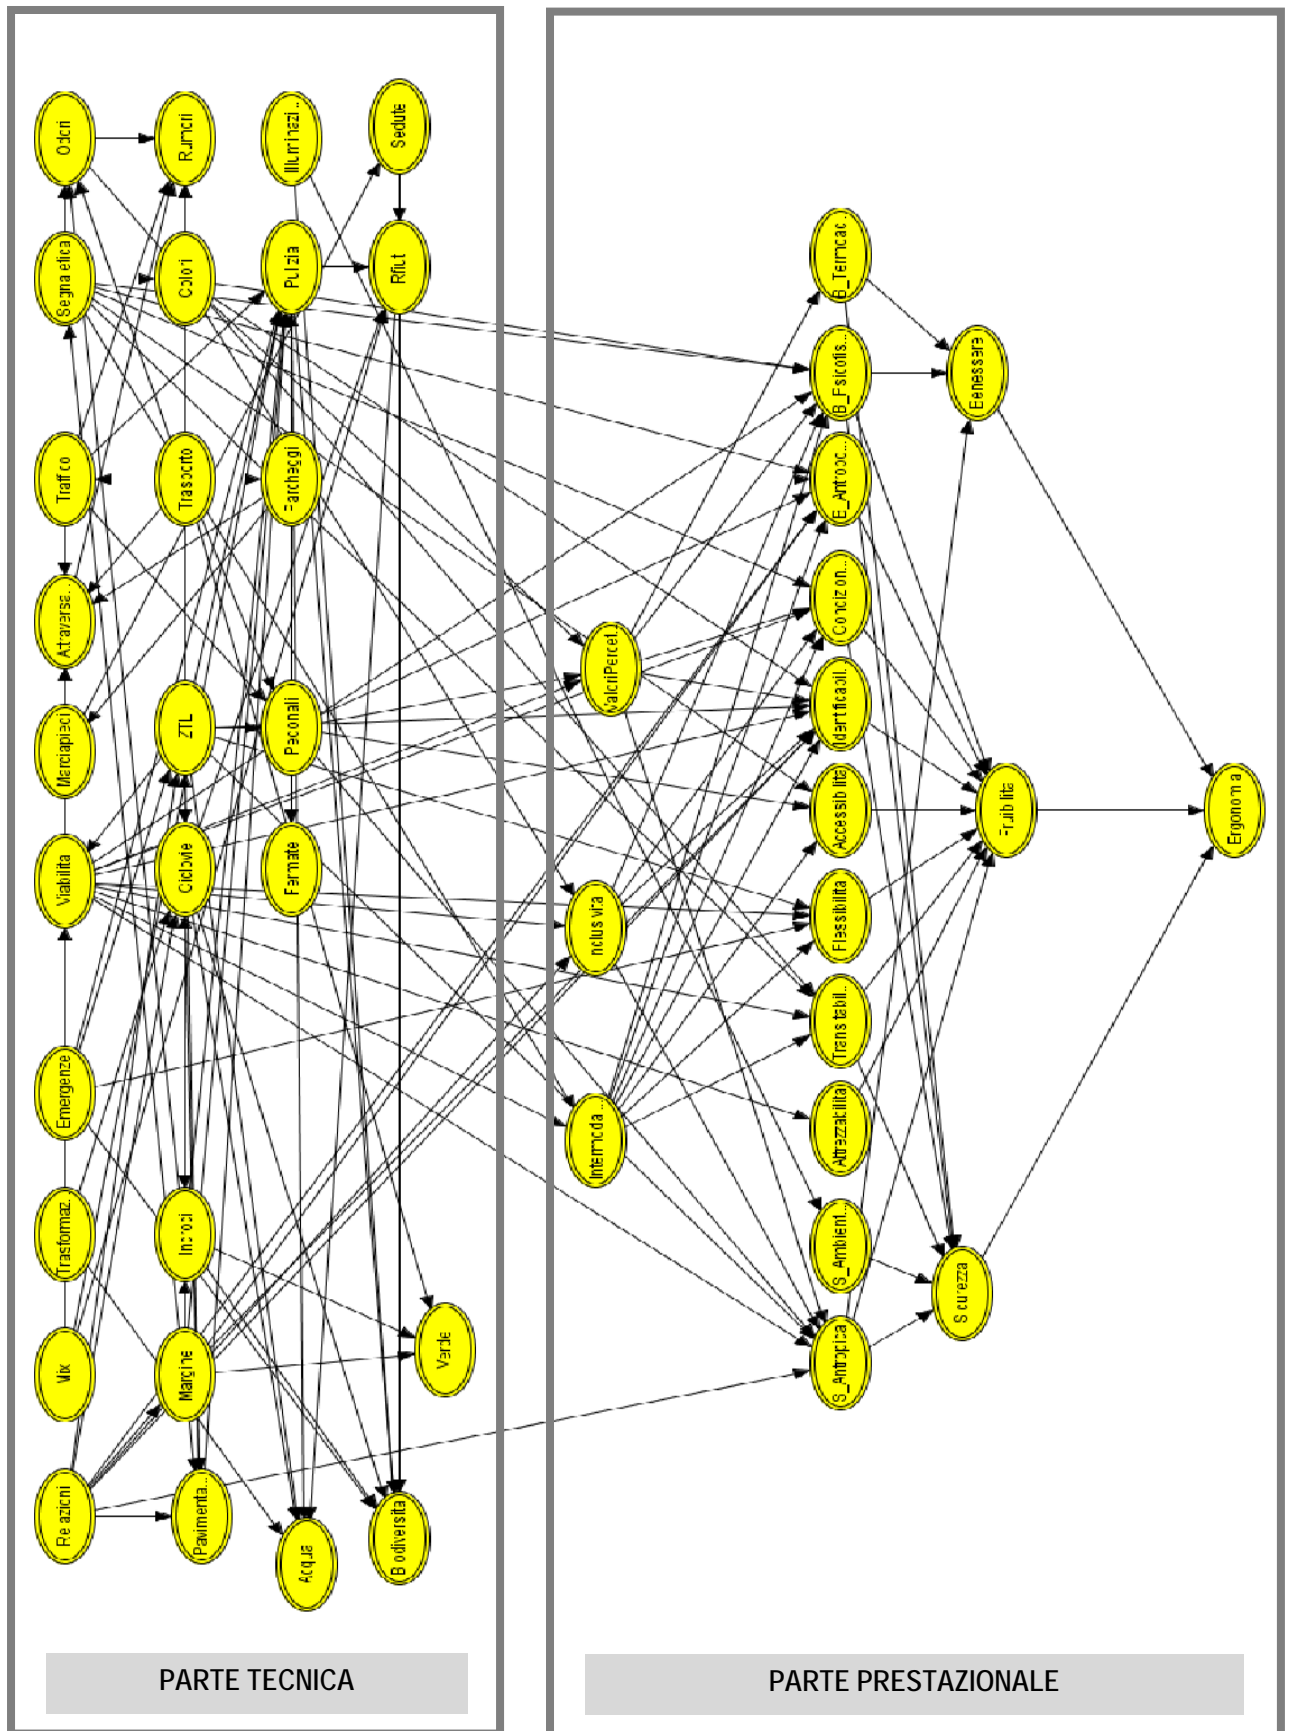 Odori
Segnaletica
Traffico
Attraversa..
Marciapiedi
Viabilita
Emergenze
Trasformaz..
Mix
Relazioni
Rumori
Colori
Trasporto
ZTL
Ciclovie
Incroci
Margine
Pavimenta..
Illuminazi..
Pulizia
Parcheggi
Pedonali
Fermate
Acqua
Sedute
Rifiuti
Verde
Biodiversita
ValoriPercet..
Inclusivita
Intermoda..
B_Termoac..
B_Psicofis..
B_Antropo..
Condizion..
Identificabil..
Accessibilita
Flessibilita
Transitabil..
Attrezzabilita
S_Ambient..
S_Antropica
Benessere
Fruibilita
Sicurezza
Ergonomia
PARTE TECNICA
PARTE PRESTAZIONALE